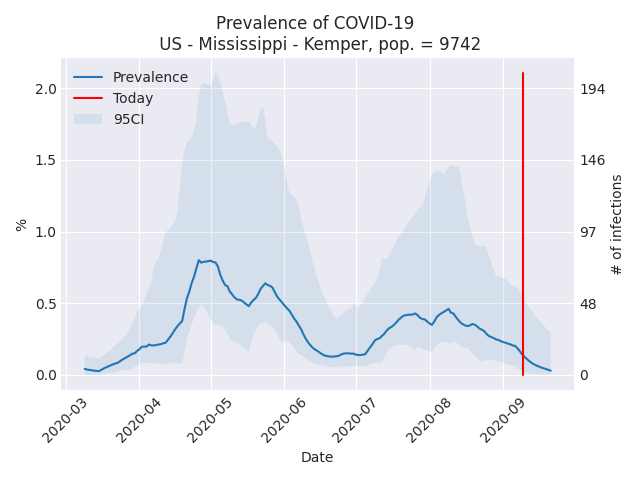 Prevalence of COVID-19
US - Mississippi - Kemper, pop. = 9742
Prevalence
Today
95CI
2.0
1.5
1.0
0.5
0.0
%
194
146
97
48
0
# of infections
2020-03
2020-04
2020-05
2020-06
2020-07
2020-08
2020-09
Date